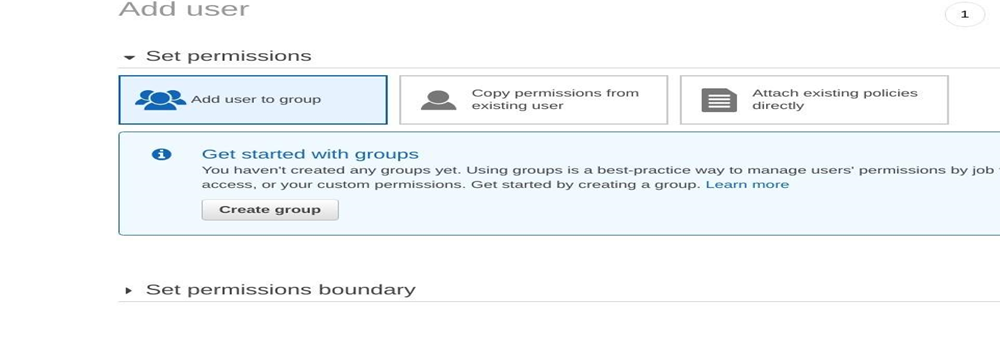 Add user
1
Set permissions
Add user to group
Copy permissions from
existing user
Attach existing policies
directly
Get started with groups
You haven't created any groups yet. Using groups is a best-practice way to manage users' permissions by job
access, or your custom permissions. Get started by creating a group. Learn more
Create group
Set permissions boundary